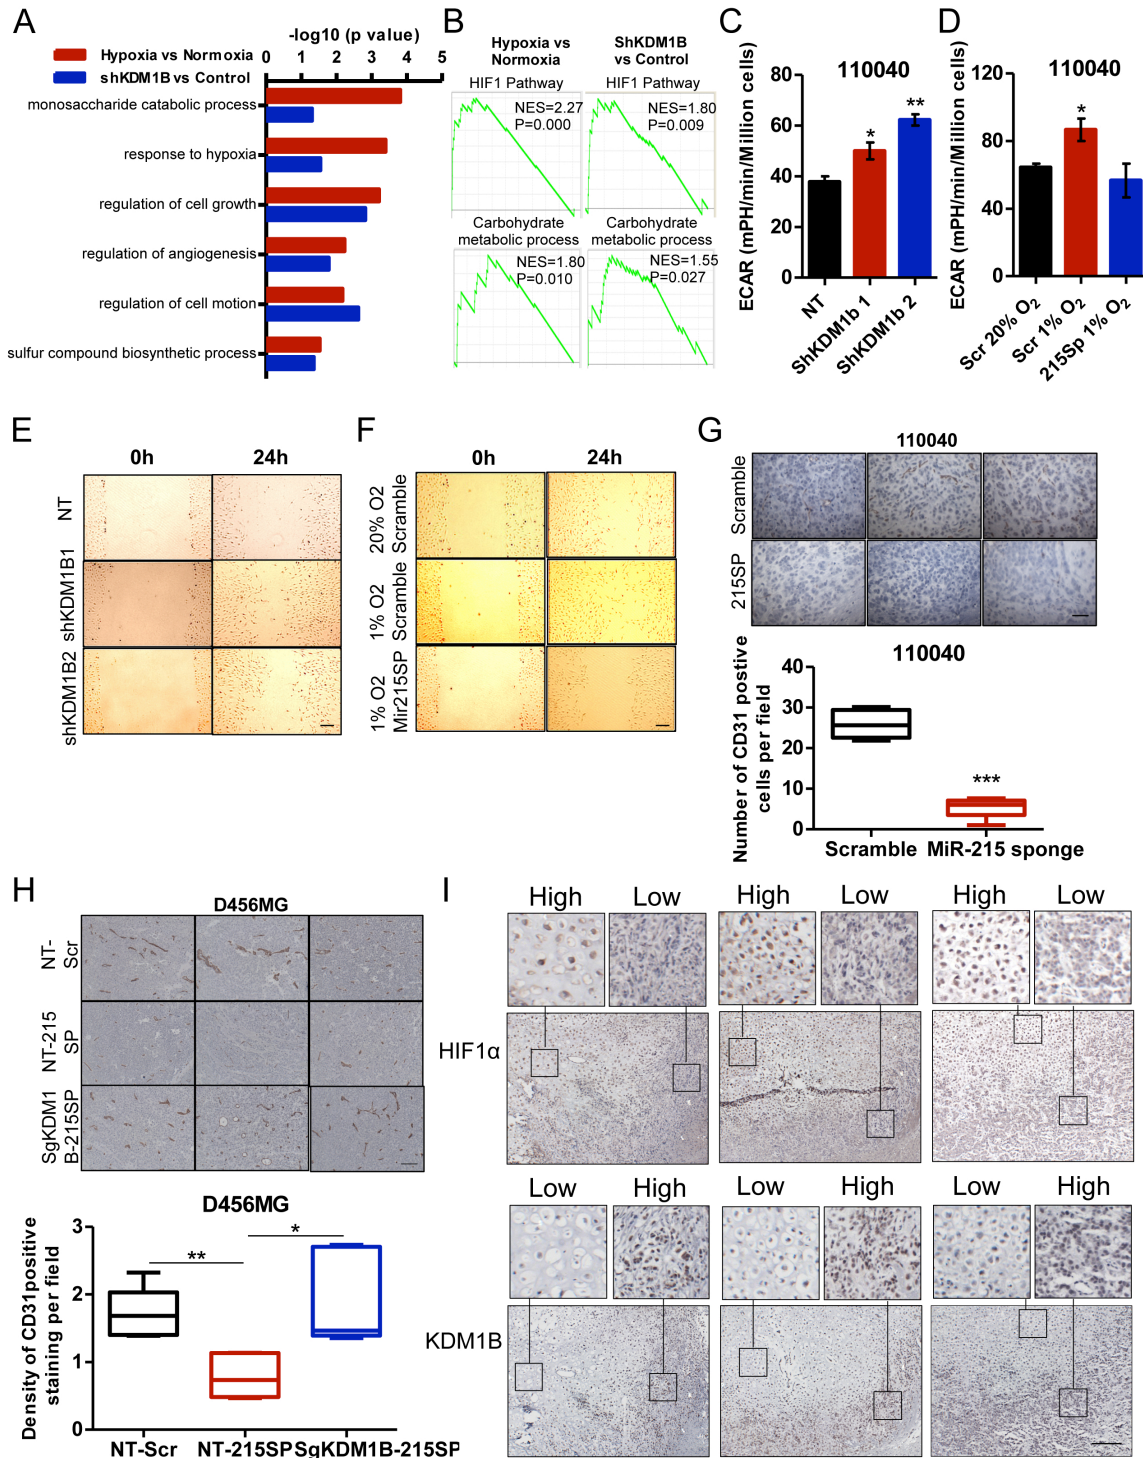 A
-log10 (p value)
Hypoxia vs Normoxia
shKDM1B vs Control
0 1 2 3 4 5
monosaccharide catabolic process
response to hypoxia
regulation of cell growth
regulation of angiogenesis
regulation of cell motion
sulfur compound biosynthetic process
B
Hypoxia vs
Normoxia
ShKDM1B
vs Control
HIF1 Pathway
HIF1 Pathway
NES=2.27
P=0.000
NES=1.80
P=0.009
Carbohydrate
metabolic process
Carbohydrate
metabolic process
NES=1.80
P=0.010
NES=1.55
P=0.027
C
110040
ECAR (mPH/min/Million cells)
80
60
40
20
0
*
**
NT
ShKDM1b 1
ShKDM1b 2
D
110040
ECAR (mPH/min/Million cells)
120
80
40
0
*
Scr 20% O2
Scr 1% O2
215Sp 1% O2
E
0h
24h
NT
shKDM1B1
shKDM1B2
F
0h
24h
20% O2
Scramble
1% O2
Scramble
1% O2
Mir215SP
G
110040
Scramble
215SP
110040
Number of CD31 postive
cells per field
40
30
20
10
0
***
Scramble
MiR-215 sponge
H
D456MG
NT-
Scr
NT-215
SP
SgKDM1
B-215SP
D456MG
Density of CD31positive
staining per field
3
2
1
0
**
*
NT-Scr
NT-215SP
SgKDM1B-215SP
I
High
Low
High
Low
High
Low
HIF1α
Low
High
Low
High
Low
High
KDM1B